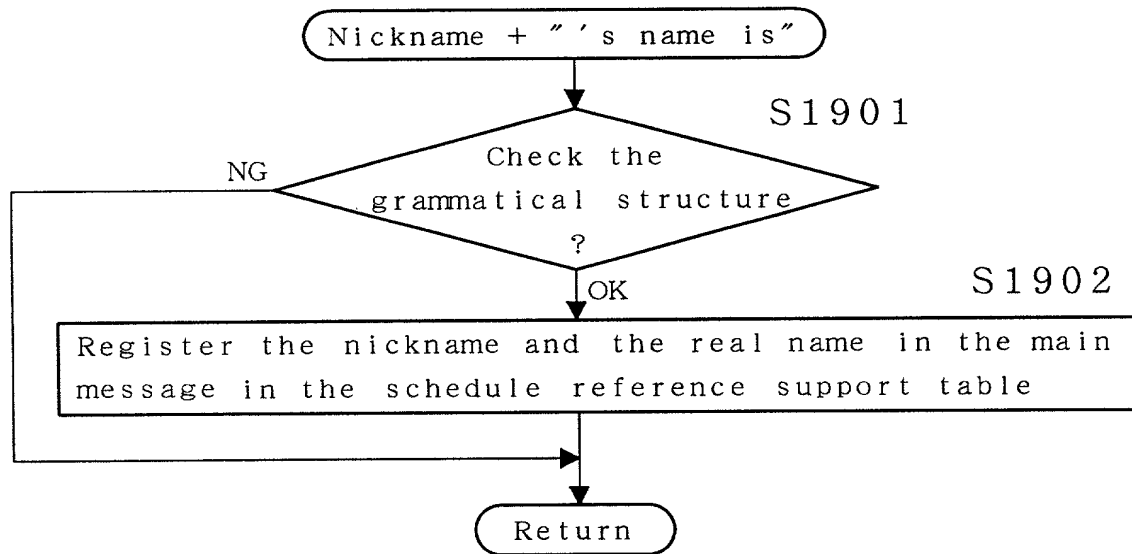 Nickname + "'s name is"
S1901
Check the
NG
grammatical structure
?
OK
S1902
Register the nickname and the real name in the main
message in the schedule reference support table
Return